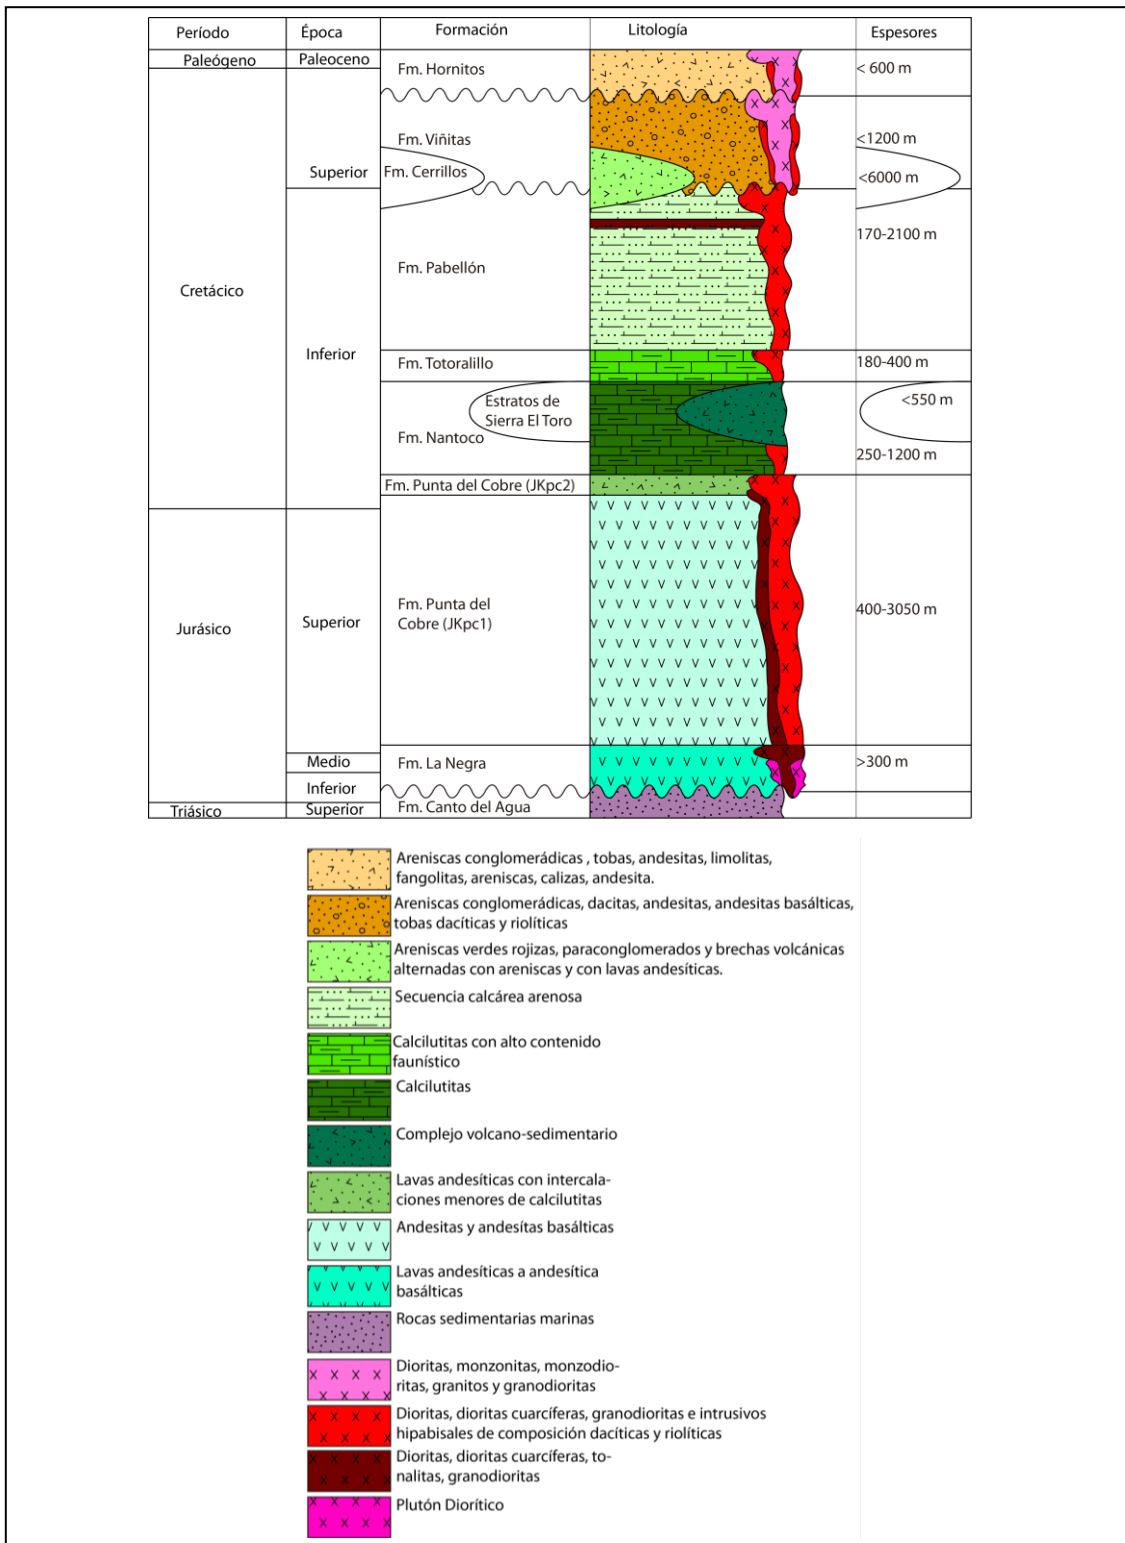 Período Época Formación Litología Espesores
Paleógeno Paleoceno
Fm. Hornitos < 600 m
Fm. Viñitas <1200 m
Superior Fm. Cerrillos <6000 m
170-2100 m
Fm. Pabellón
Cretácico
Inferior
Fm. Totoralillo 180-400 m
Estratos de <550 m
Sierra El Toro
Fm. Nantoco
250-1200 m
Fm. Punta del Cobre (JKpc2)
Fm. Punta del 400-3050 m
Cobre (JKpc1)
Jurásico Superior
Medio Fm. La Negra >300 m
Inferior
Triásico Superior Fm. Canto del Agua
Areniscas conglomerádicas , tobas, andesitas, limolitas,
fangolitas, areniscas, calizas, andesita.
Areniscas conglomerádicas, dacitas, andesitas, andesitas basálticas,
tobas dacíticas y riolíticas
Areniscas verdes rojizas, paraconglomerados y brechas volcánicas
alternadas con areniscas y con lavas andesíticas.
Secuencia calcárea arenosa
Calcilutitas con alto contenido
faunístico
Calcilutitas
Complejo volcano-sedimentario
Lavas andesíticas con intercala-
ciones menores de calcilutitas
Andesitas y andesítas basálticas
Lavas andesíticas a andesítica
basálticas
Rocas sedimentarias marinas
Dioritas, monzonitas, monzodio-
ritas, granitos y granodioritas
Dioritas, dioritas cuarcíferas, granodioritas e intrusivos
hipabisales de composición dacíticas y riolíticas
Dioritas, dioritas cuarcíferas, to-
nalitas, granodioritas
Plutón Diorítico